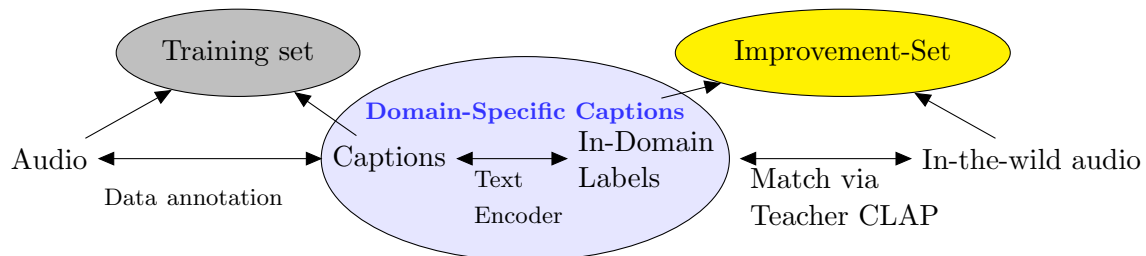 Training set
Improvement-Set
Domain-Specific Captions
Audio
Captions
In-Domain
Labels
In-the-wild audio
Data annotation
Text
Encoder
Match via
Teacher CLAP